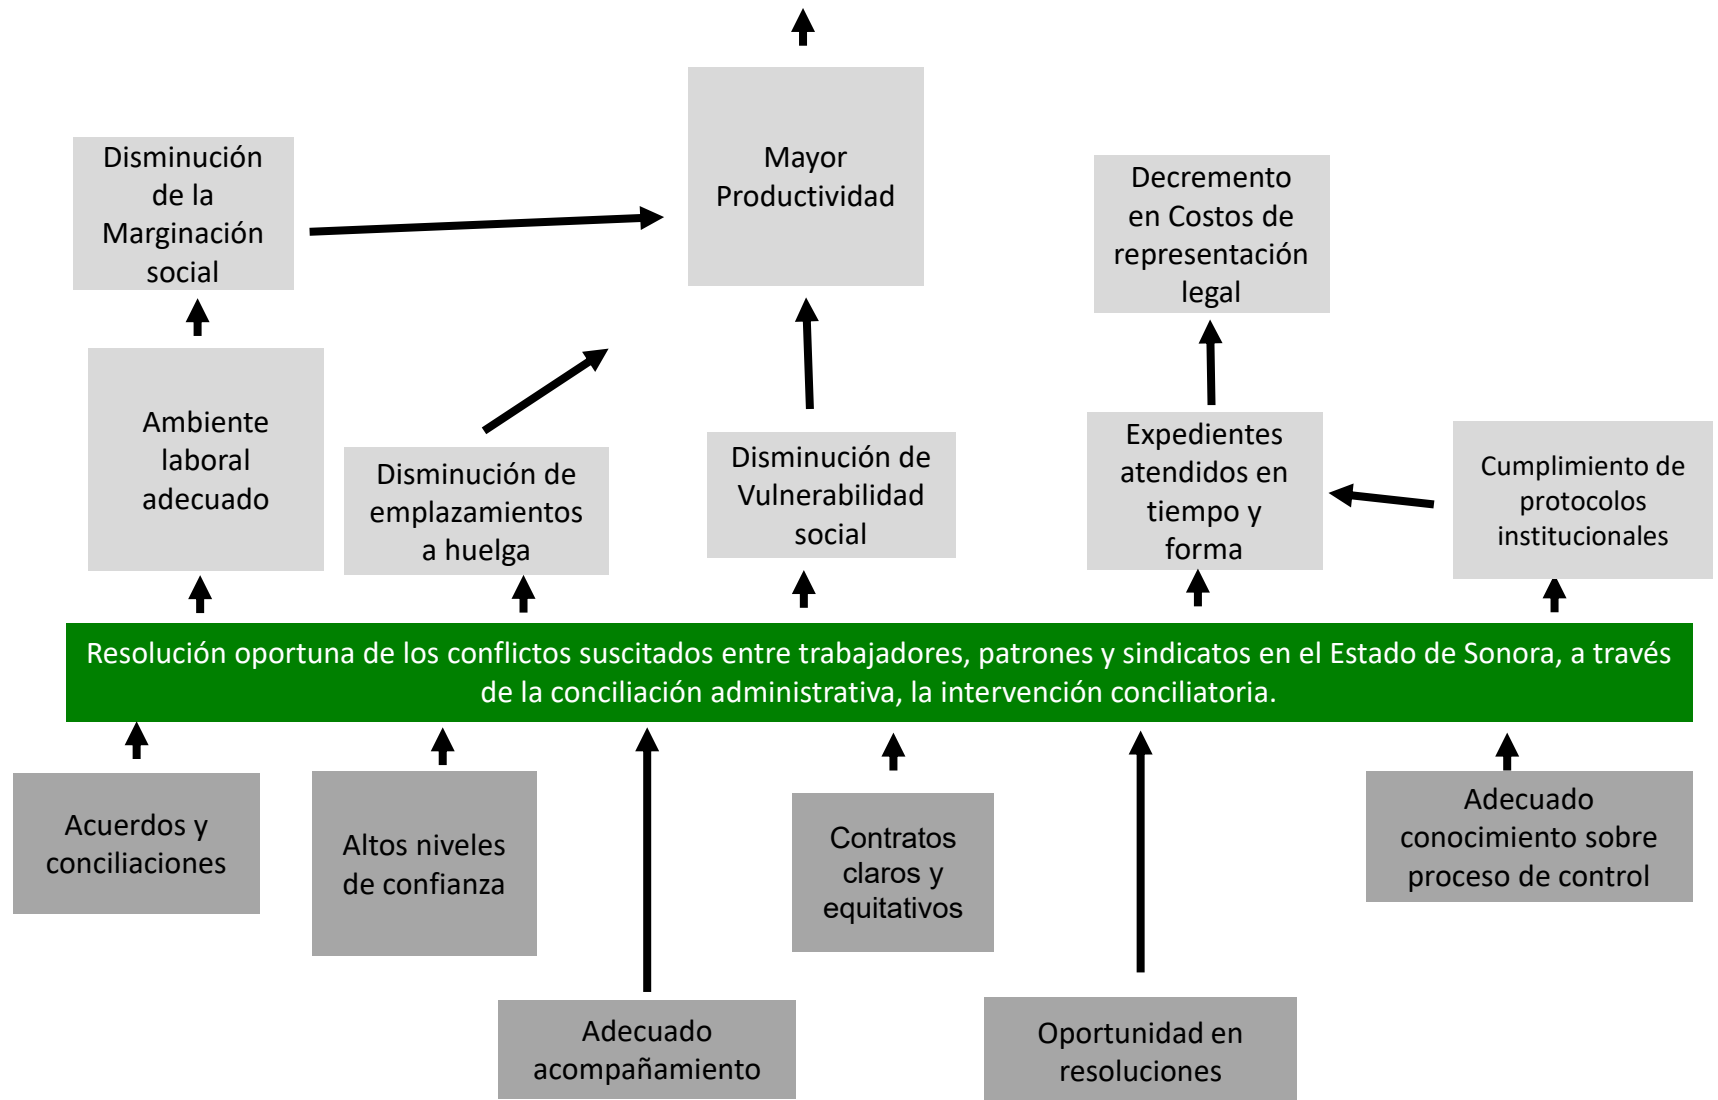 Mayor
Productividad
Disminución
de la
Marginación
social
Decremento
en Costos de
representación
legal
Ambiente
laboral
adecuado
Disminución de
emplazamientos
a huelga
Disminución de
Vulnerabilidad
social
Expedientes
atendidos en
tiempo y
forma
Cumplimiento de
protocolos
institucionales
Resolución oportuna de los conflictos suscitados entre trabajadores, patrones y sindicatos en el Estado de Sonora, a través
de la conciliación administrativa, la intervención conciliatoria.
Acuerdos y
conciliaciones
Altos niveles
de confianza
Contratos
claros y
equitativos
Adecuado
conocimiento sobre
proceso de control
Adecuado
acompañamiento
Oportunidad en
resoluciones